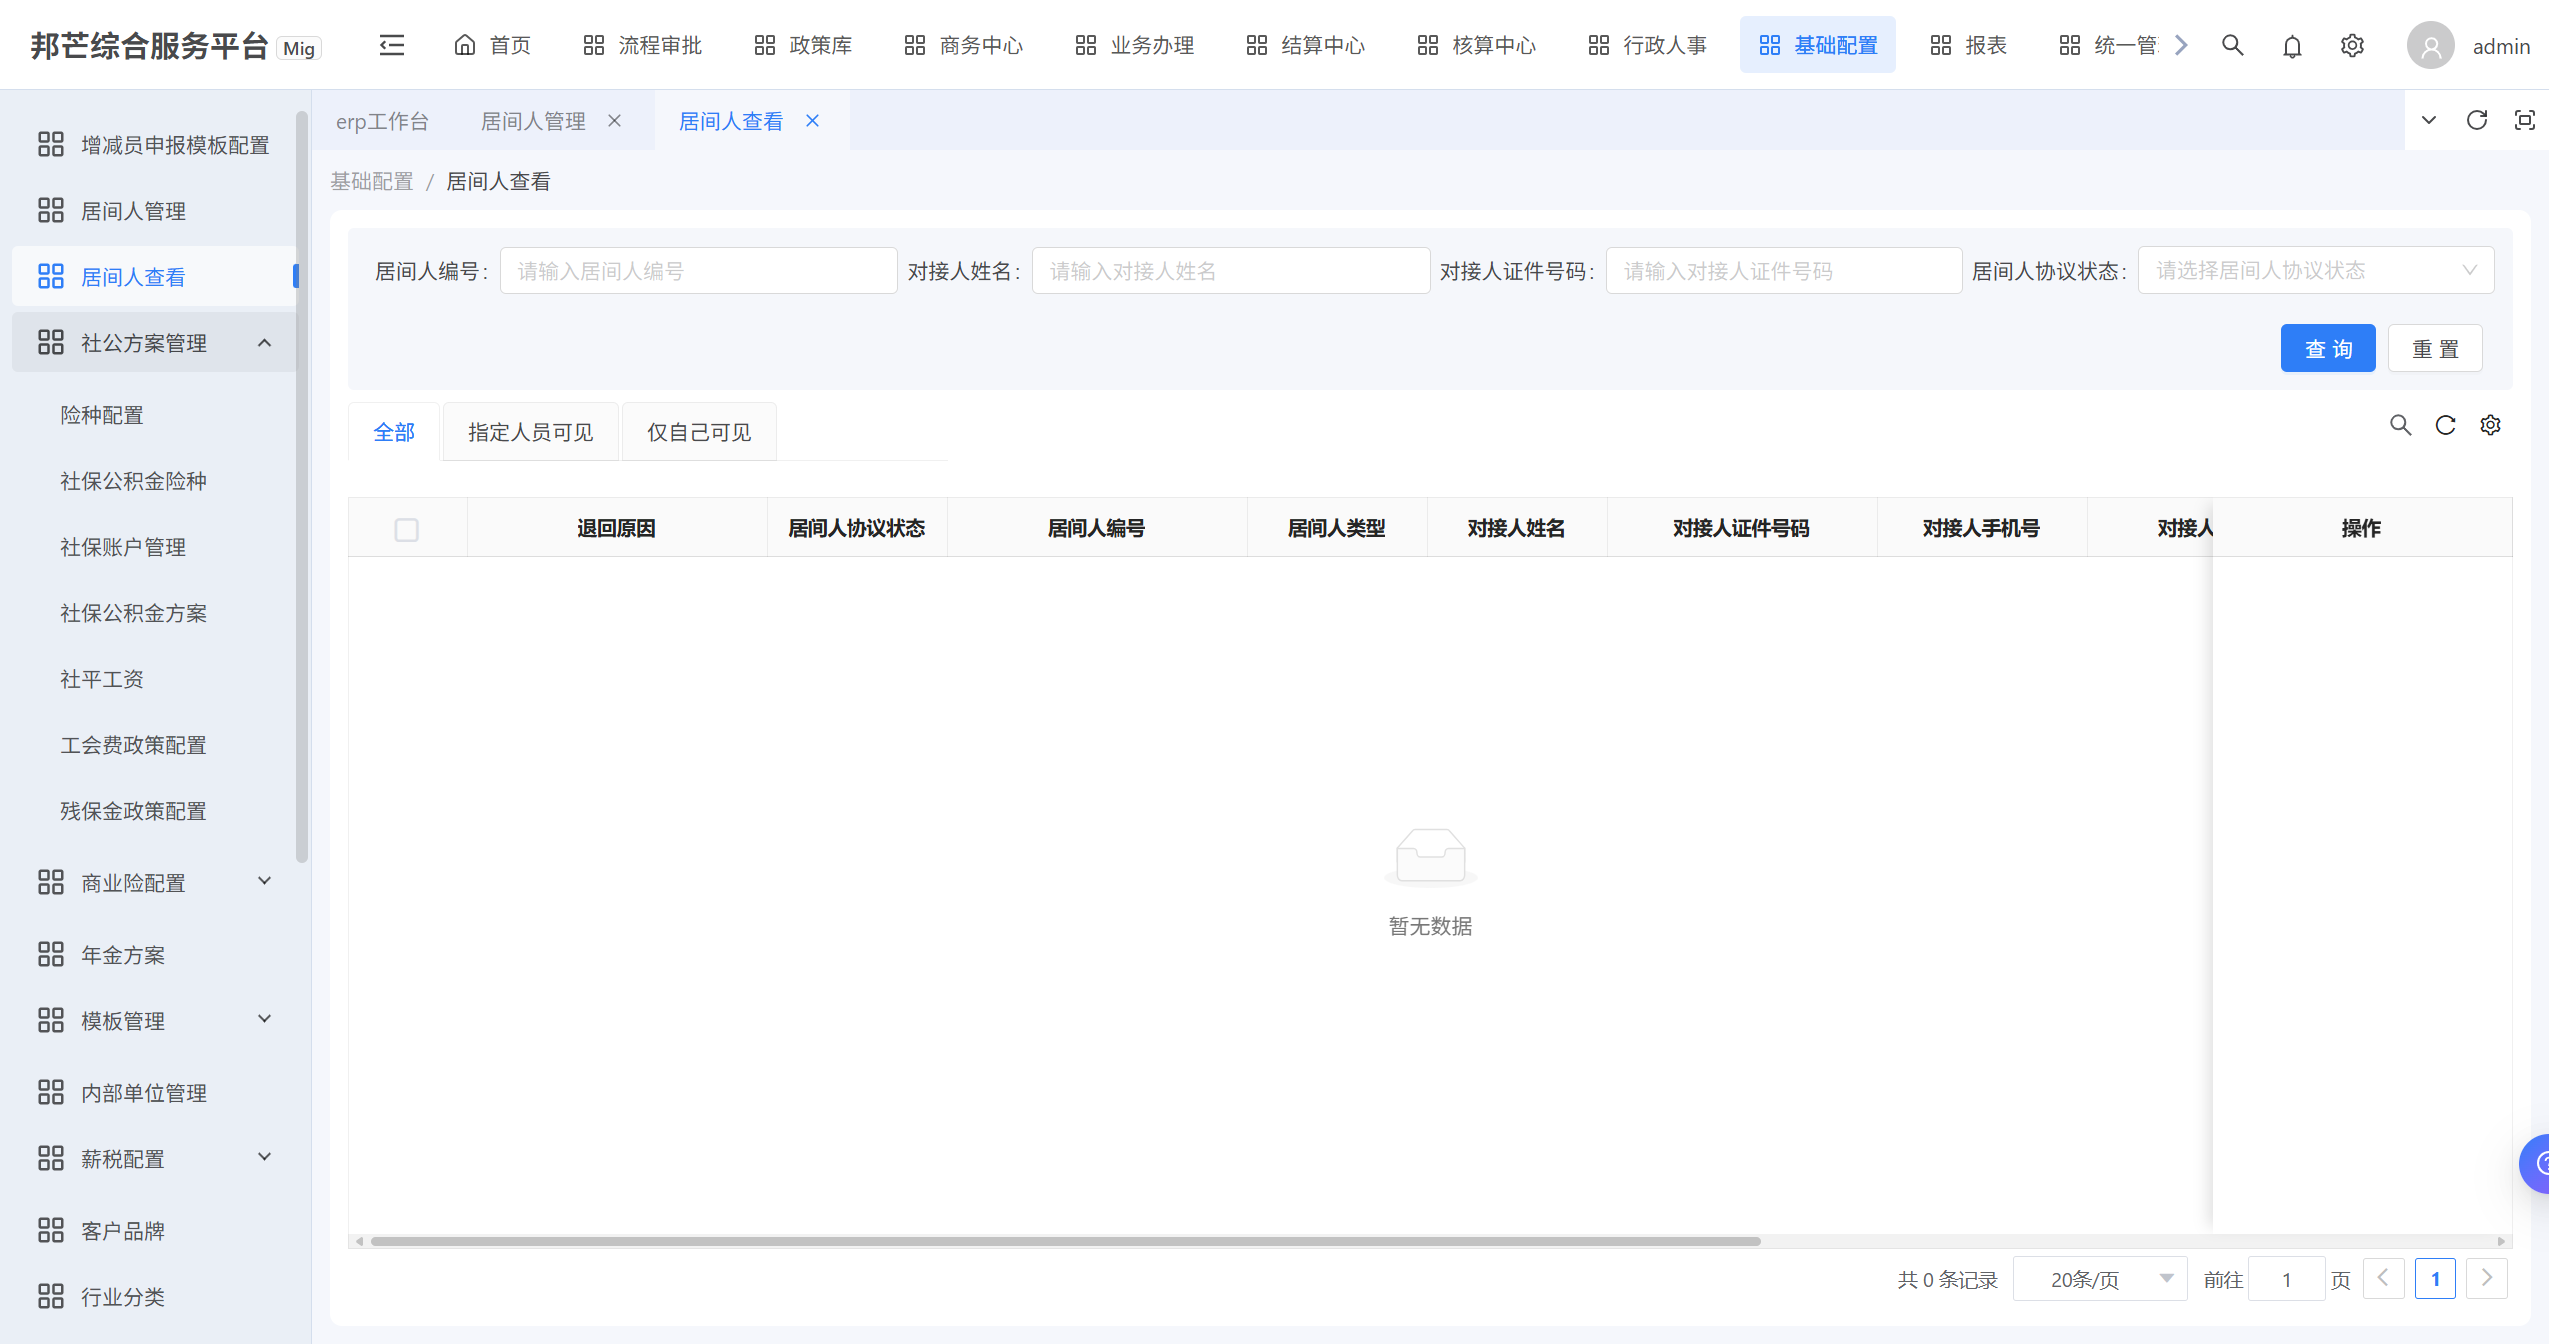 邦芒综合服务平台 Mig 首页 流程审批 政策库 商务中心 业务办理 结算中心 核算中心 行政人事 基础配置 报表 统一管 admin
erp工作台 居间人管理 居间人查看
基础配置 / 居间人查看
增减员申报模板配置
居间人管理
居间人查看
社公方案管理
险种配置
社保公积金险种
社保账户管理
社保公积金方案
社平工资
工会费政策配置
残保金政策配置
商业险配置
年金方案
模板管理
内部单位管理
薪税配置
客户品牌
行业分类
居间人编号: 请输入居间人编号 对接人姓名: 请输入对接人姓名 对接人证件号码: 请输入对接人证件号码 居间人协议状态: 请选择居间人协议状态
查 询 重 置
全部 指定人员可见 仅自己可见
退回原因 居间人协议状态 居间人编号 居间人类型 对接人姓名 对接人证件号码 对接人手机号 对接人 操作
暂无数据
共 0 条记录 20条/页 前往 1 页 1